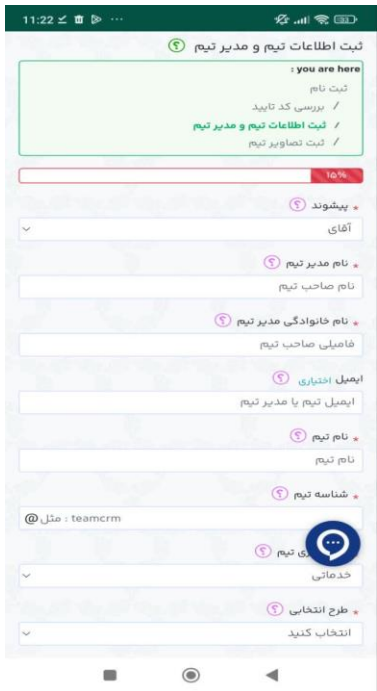 11:22
ثبت اطلاعات تیم و مدیر تیم ?
you are here :
ثبت نام
/ بررسی کد تایید
/ ثبت اطلاعات تیم و مدیر تیم
/ ثبت تصاویر تیم
۱۵%
* پیشوند ?
آقای
* نام مدیر تیم ?
نام صاحب تیم
* نام خانوادگی مدیر تیم ?
فامیلی صاحب تیم
ایمیل اختیاری ?
ایمیل تیم یا مدیر تیم
* نام تیم ?
نام تیم
* شناسه تیم ?
@ مثل : teamcrm
تیم ?
خدماتی
* طرح انتخابی ?
انتخاب کنید